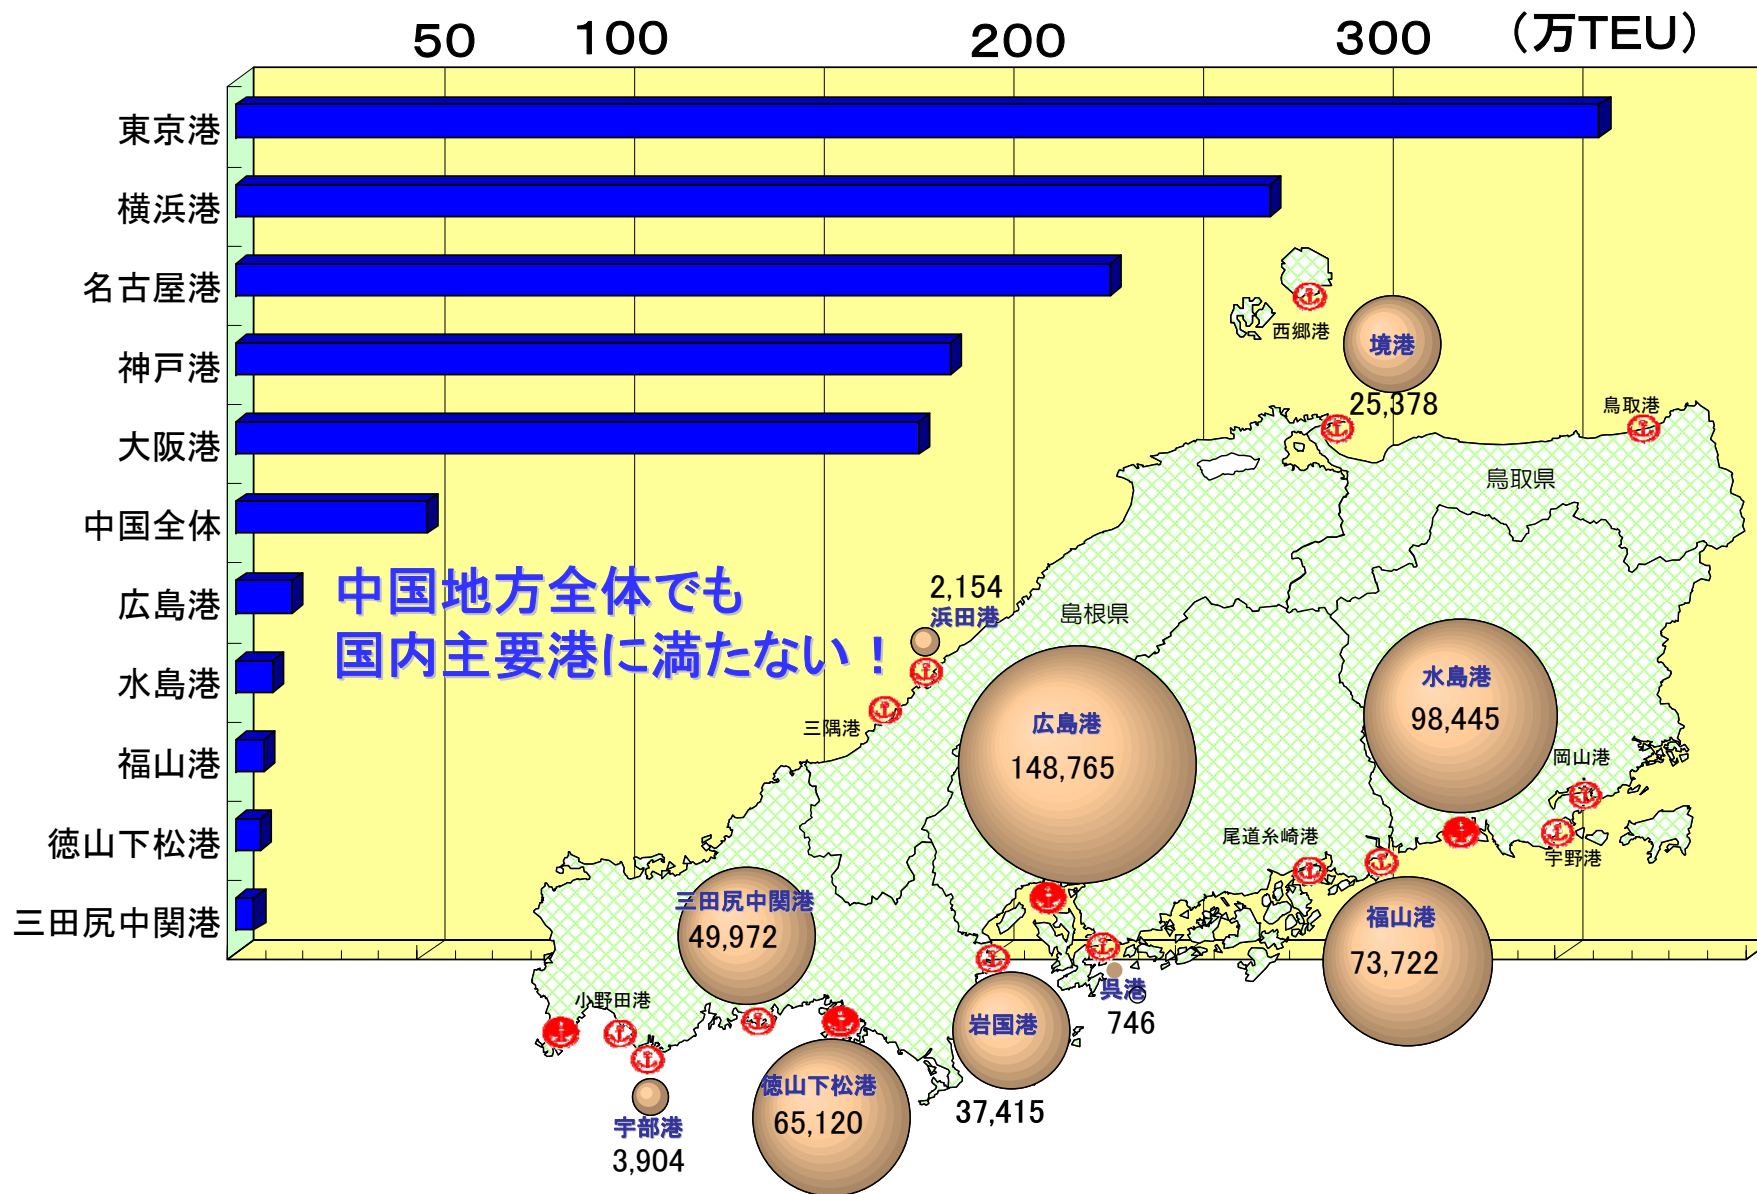 50 100 200 300 （万TEU）
東京港
横浜港
名古屋港
神戸港
大阪港
中国全体
広島港
水島港
福山港
徳山下松港
三田尻中関港
中国地方全体でも
国内主要港に満たない！
西郷港
境港
25,378
鳥取港
鳥取県
2,154
浜田港
島根県
三隅港
広島港
148,765
水島港
98,445
岡山港
宇野港
尾道糸崎港
福山港
73,722
三田尻中関港
49,972
小野田港
呉港
746
岩国港
37,415
徳山下松港
65,120
宇部港
3,904